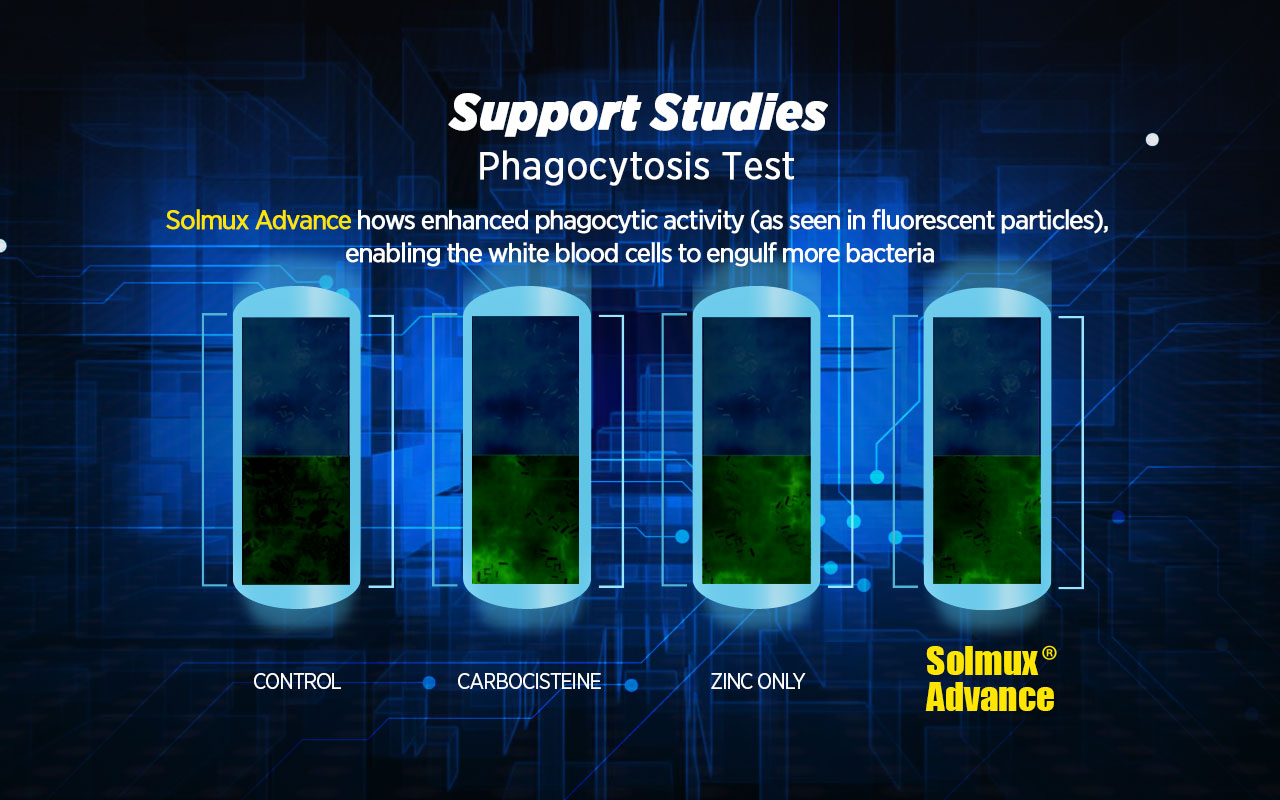 Support Studies
Phagocytosis Test
Solmux Advance hows enhanced phagocytic activity (as seen in fluorescent particles),
enabling the white blood cells to engulf more bacteria
CONTROL
CARBOCISTEINE
ZINC ONLY
Solmux®
Advance